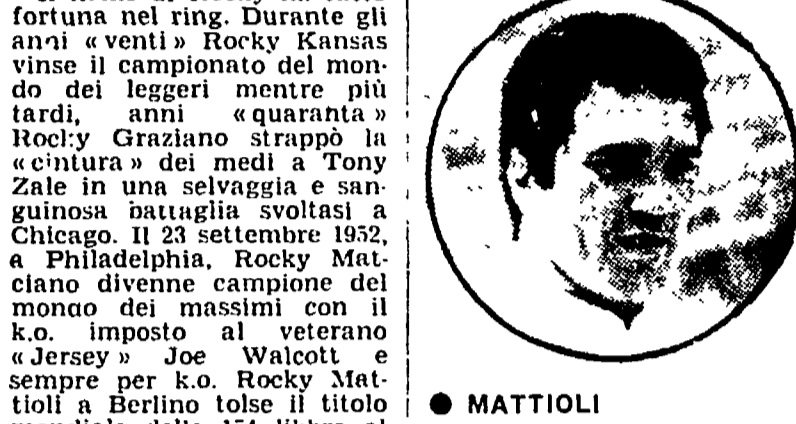 fortuna nel ring. Durante gli
anni «venti» Rocky Kansas
vinse il campionato del mon-
do dei leggeri mentre più
tardi, anni «quaranta»
Rocky Graziano strappò la
«cintura» dei medi a Tony
Zale in una selvaggia e san-
guinosa battaglia svoltasi a
Chicago. Il 23 settembre 1952,
a Philadelphia, Rocky Mat-
ciano divenne campione del
mondo dei massimi con il
k.o. imposto al veterano
«Jersey» Joe Walcott e
sempre per k.o. Rocky Mat-
tioli a Berlino tolse il titolo
● MATTIOLI